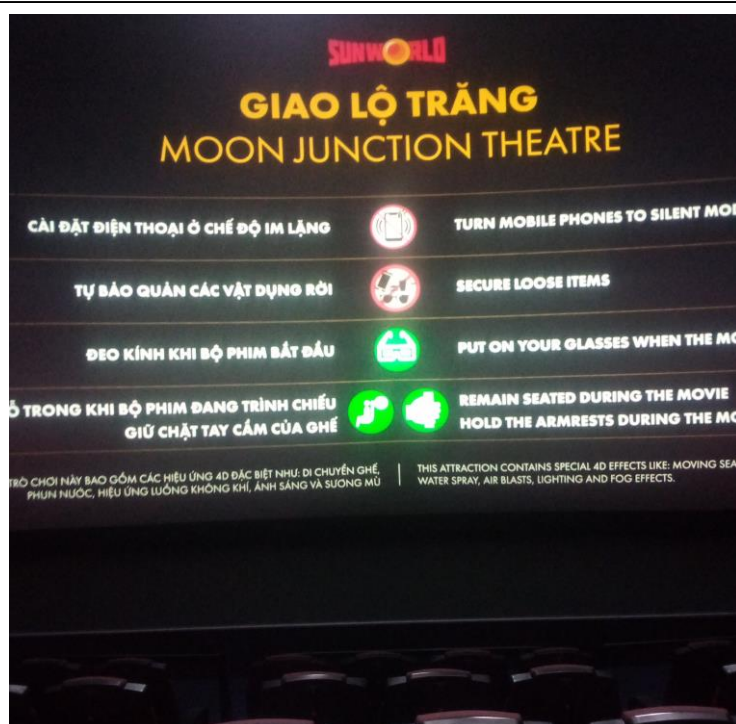 SUNWORLD
GIAO LỘ TRĂNG
MOON JUNCTION THEATRE
CÀI ĐẶT ĐIỆN THOẠI Ở CHẾ ĐỘ IM LẶNG
TURN MOBILE PHONES TO SILENT
TỰ BẢO QUẢN CÁC VẬT DỤNG RỜI
SECURE LOOSE ITEMS
ĐEO KÍNH KHI BỘ PHIM BẮT ĐẦU
PUT ON YOUR GLASSES WHEN THE
TRONG KHI BỘ PHIM ĐANG TRÌNH CHIẾU
GIỮ CHẶT TAY CẦM CỦA GHẾ
REMAIN SEATED DURING THE MOVIE
HOLD THE ARMRESTS DURING THE
TRÒ CHƠI NÀY BAO GỒM CÁC HIỆU ỨNG 4D ĐẶC BIỆT NHƯ: DI CHUYỂN GHẾ,
PHUN NƯỚC, HIỆU ỨNG LUỒNG KHÔNG KHÍ, ÁNH SÁNG VÀ SƯƠNG MÙ
THIS ATTRACTION CONTAINS SPECIAL 4D EFFECTS LIKE: MOVING
WATER SPRAY, AIR BLASTS, LIGHTING AND FOG EFFECTS.